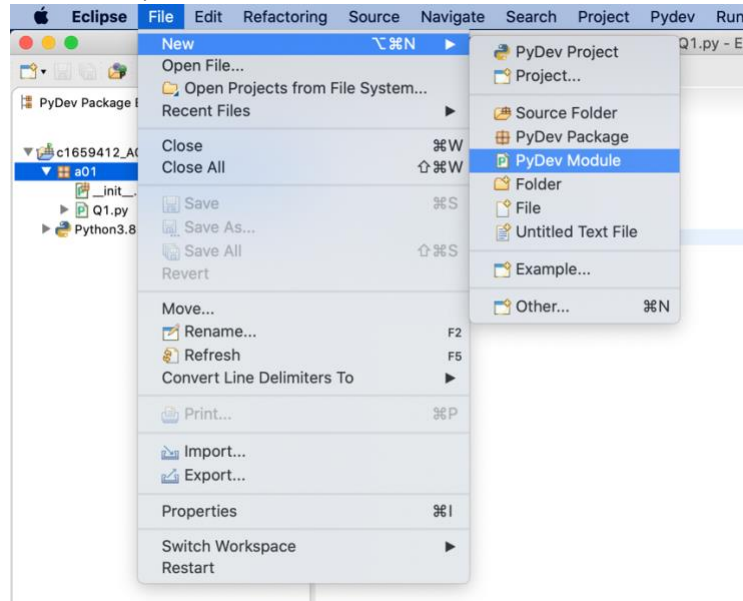 Eclipse File Edit Refactoring Source Navigate Search Project Pydev Run
Q1.py - E
PyDev Package E
c1659412_A0
a01
__init__.
Q1.py
Python3.8
New ⌥⌘N ▶
Open File...
Open Projects from File System...
Recent Files ▶
Close ⌘W
Close All ⇧⌘W
Save ⌘S
Save As...
Save All ⇧⌘S
Revert
Move...
Rename... F2
Refresh F5
Convert Line Delimiters To ▶
Print... ⌘P
Import...
Export...
Properties ⌘I
Switch Workspace ▶
Restart
PyDev Project
Project...
Source Folder
PyDev Package
PyDev Module
Folder
File
Untitled Text File
Example...
Other... ⌘N